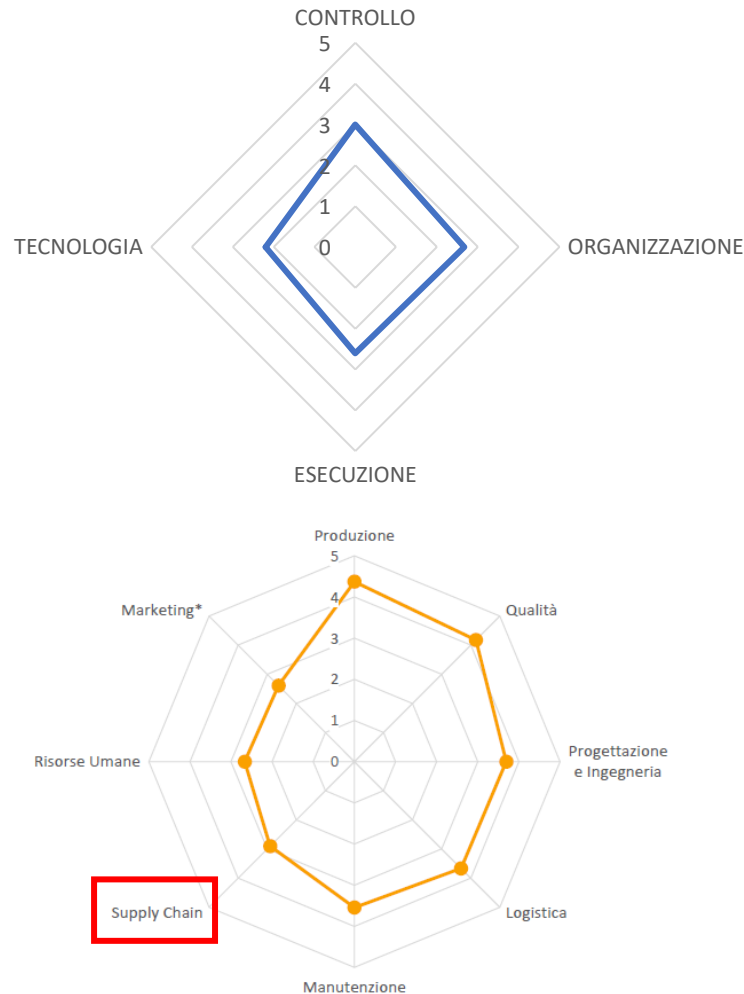 CONTROLLO
5
4
3
2
1
0
TECNOLOGIA
ORGANIZZAZIONE
ESECUZIONE
Produzione
5
4
3
2
1
0
Marketing*
Qualità
Risorse Umane
Progettazione
e Ingegneria
Supply Chain
Logistica
Manutenzione